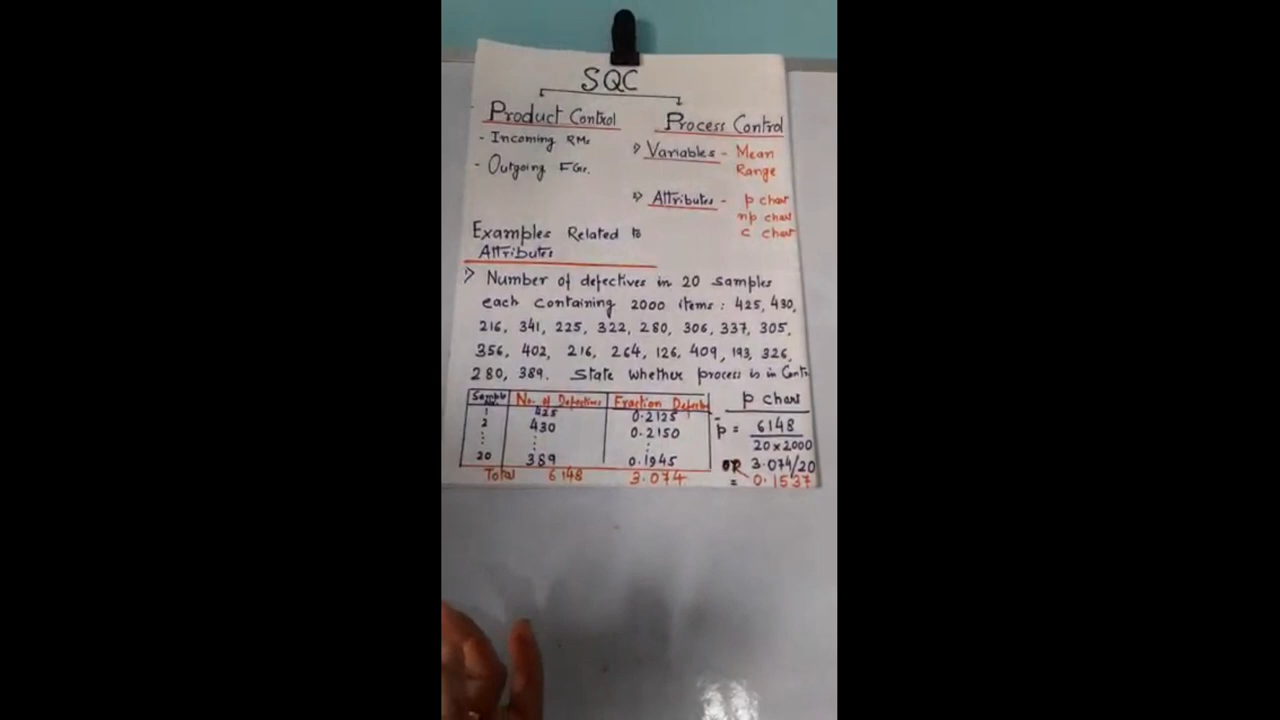 SQC
Product Control
- Incoming RMs
- Outgoing FGs.
Process Control
1> Variables - Mean
Range
2> Attributes - p chart
np chart
c chart
Examples Related to
Attributes
1> Number of defectives in 20 samples
each containing 2000 items : 425, 430,
216, 341, 225, 322, 280, 306, 337, 305,
356, 402, 216, 264, 126, 409, 193, 326,
280, 389. State whether process is in
Sample No. of Defectives Fraction
1 425 0.2125
2 430 0.2150
⋮ ⋮ ⋮
20 389 0.1945
Total 6148 3.074
p chart
p̄ = 6148
20 x 2000
OR 3.074/20
= 0.1537